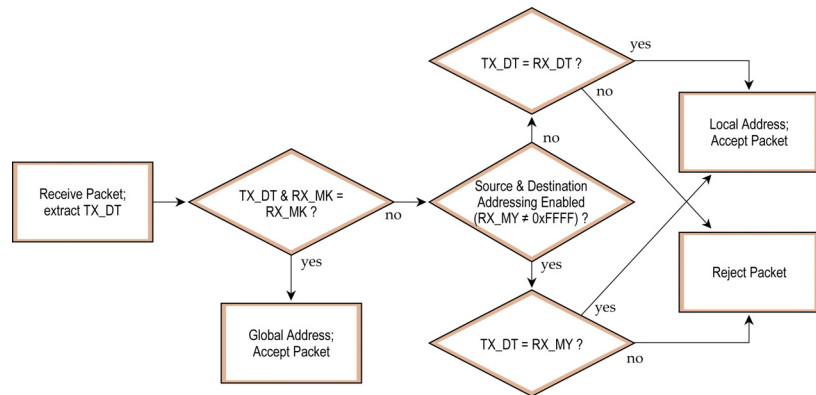 Receive Packet;
extract TX_DT
TX_DT & RX_MK =
RX_MK ?
no
yes
Global Address;
Accept Packet
Source & Destination
Addressing Enabled
(RX_MY ≠ 0xFFFF) ?
no
yes
TX_DT = RX_DT ?
yes
no
TX_DT = RX_MY ?
yes
no
Local Address;
Accept Packet
Reject Packet